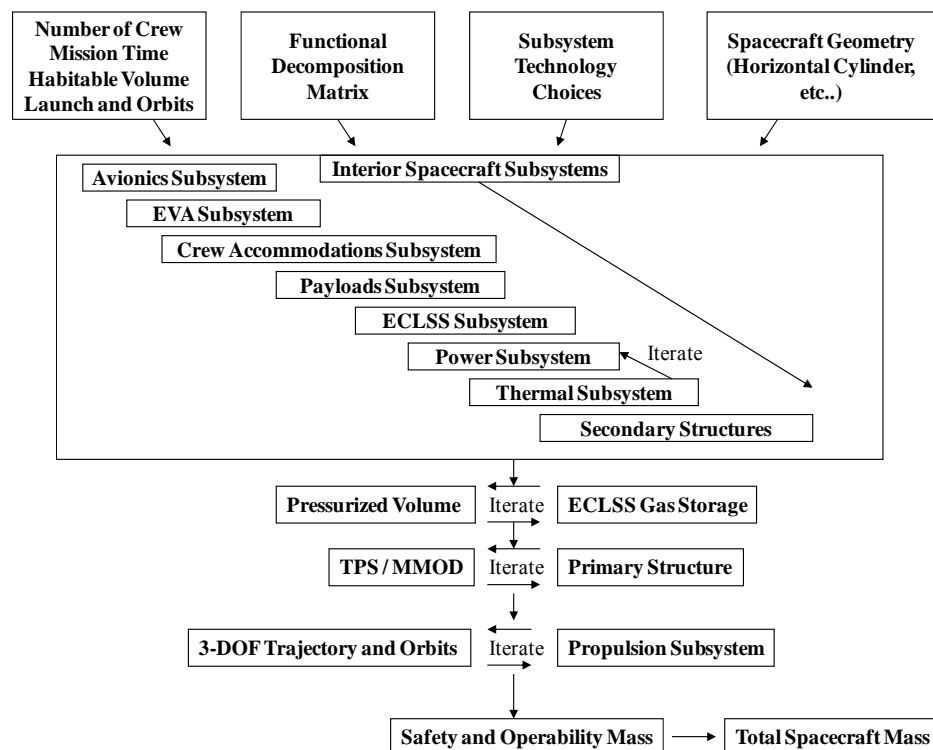 Number of Crew
Mission Time
Habitable Volume
Launch and Orbits
Functional
Decomposition
Matrix
Subsystem
Technology
Choices
Spacecraft Geometry
(Horizontal Cylinder,
etc..)
Interior Spacecraft Subsystems
Avionics Subsystem
EVA Subsystem
Crew Accommodations Subsystem
Payloads Subsystem
ECLSS Subsystem
Power Subsystem
Iterate
Thermal Subsystem
Secondary Structures
Pressurized Volume
Iterate
ECLSS Gas Storage
TPS / MMOD
Iterate
Primary Structure
3-DOF Trajectory and Orbits
Iterate
Propulsion Subsystem
Safety and Operability Mass
Total Spacecraft Mass